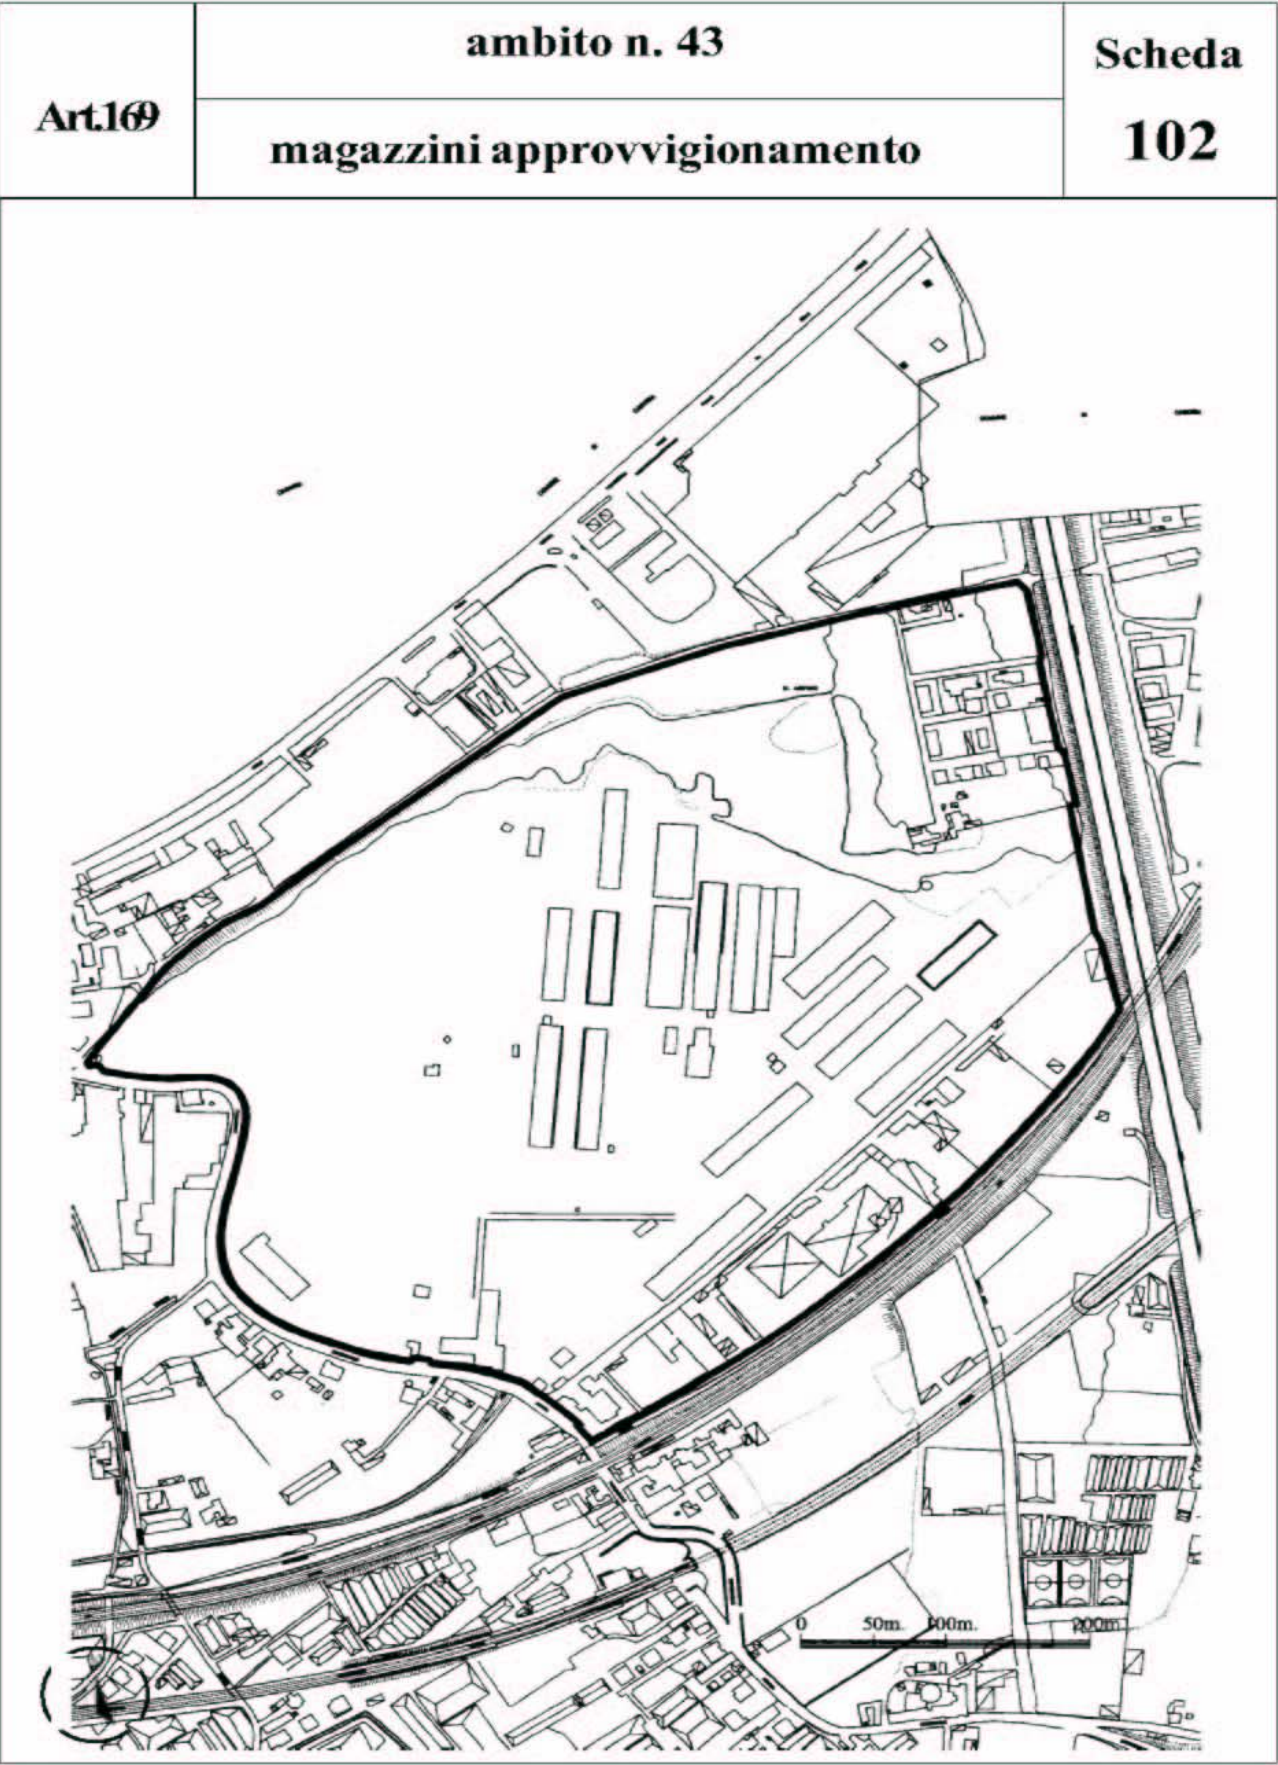 Art.169
ambito n. 43
magazzini approvvigionamento
Scheda
102
0 50m. 100m. 200m